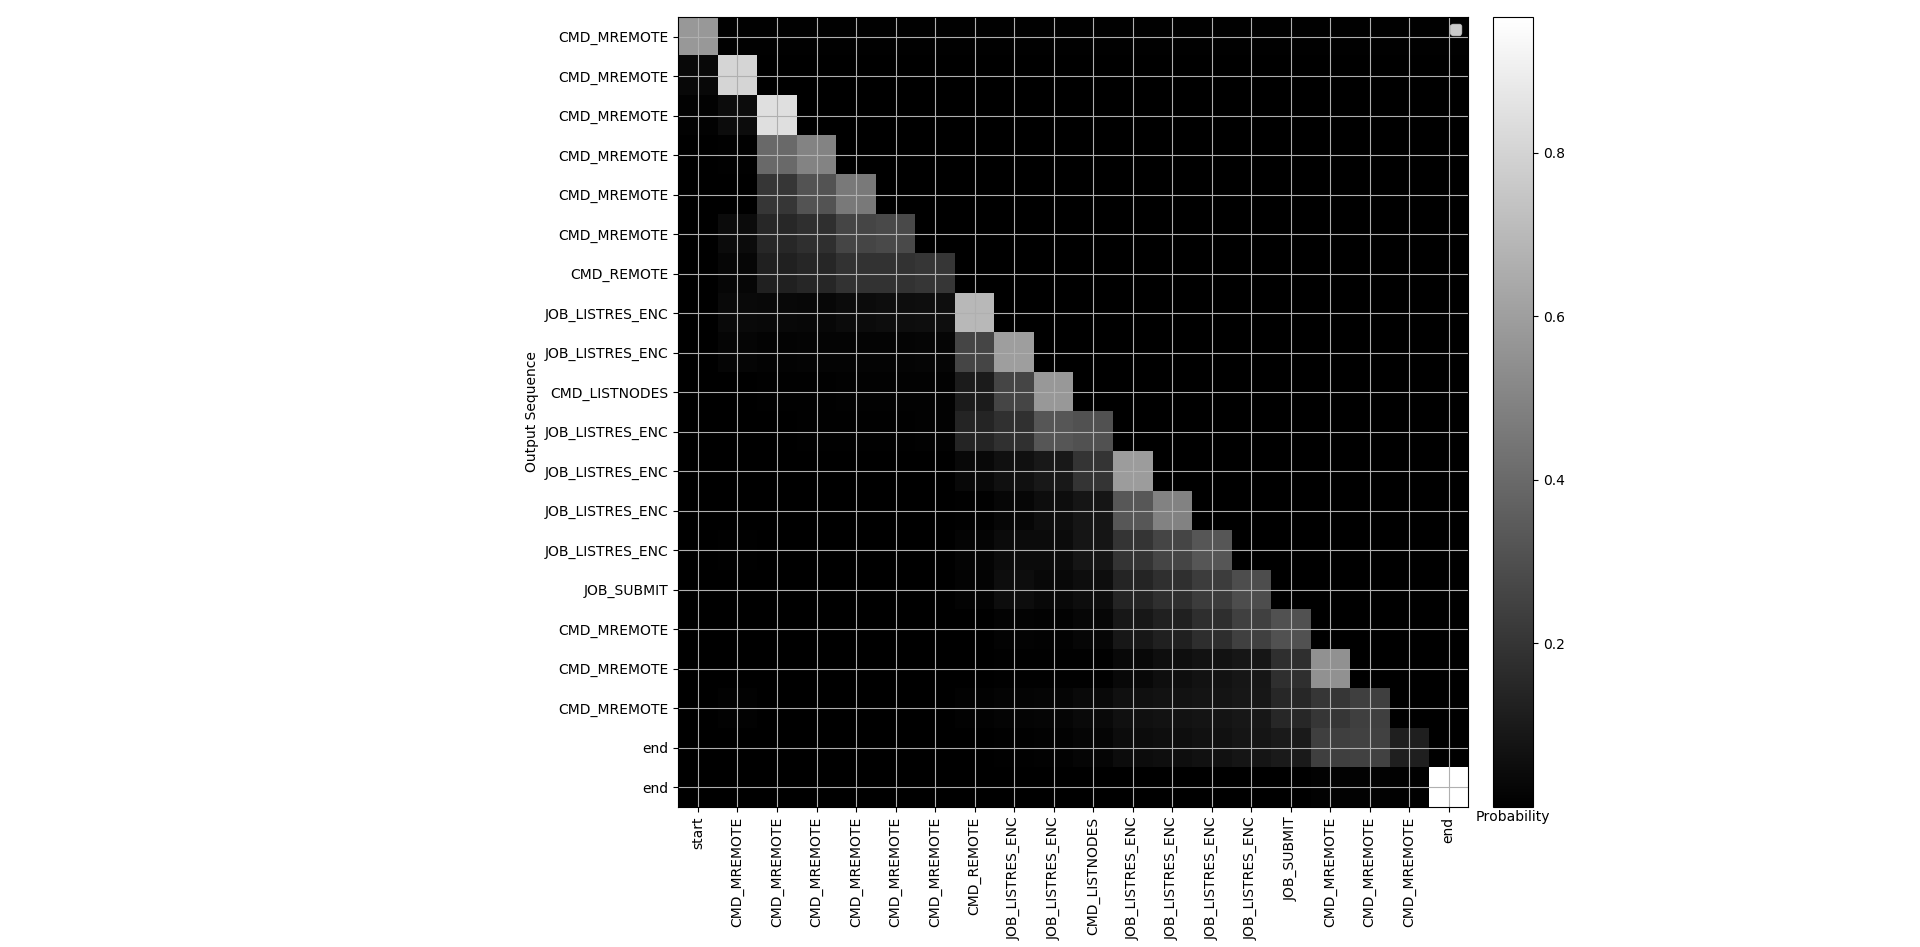 CMD_MREMOTE
CMD_MREMOTE
CMD_MREMOTE
CMD_MREMOTE
CMD_MREMOTE
CMD_MREMOTE
CMD_REMOTE
JOB_LISTRES_ENC
JOB_LISTRES_ENC
CMD_LISTNODES
JOB_LISTRES_ENC
JOB_LISTRES_ENC
JOB_LISTRES_ENC
JOB_LISTRES_ENC
JOB_SUBMIT
CMD_MREMOTE
CMD_MREMOTE
CMD_MREMOTE
end
end
Output Sequence
0.8
0.6
0.4
0.2
Probability
start
CMD_MREMOTE
CMD_MREMOTE
CMD_MREMOTE
CMD_MREMOTE
CMD_MREMOTE
CMD_MREMOTE
CMD_REMOTE
JOB_LISTRES_ENC
JOB_LISTRES_ENC
CMD_LISTNODES
JOB_LISTRES_ENC
JOB_LISTRES_ENC
JOB_LISTRES_ENC
JOB_LISTRES_ENC
JOB_SUBMIT
CMD_MREMOTE
CMD_MREMOTE
CMD_MREMOTE
end